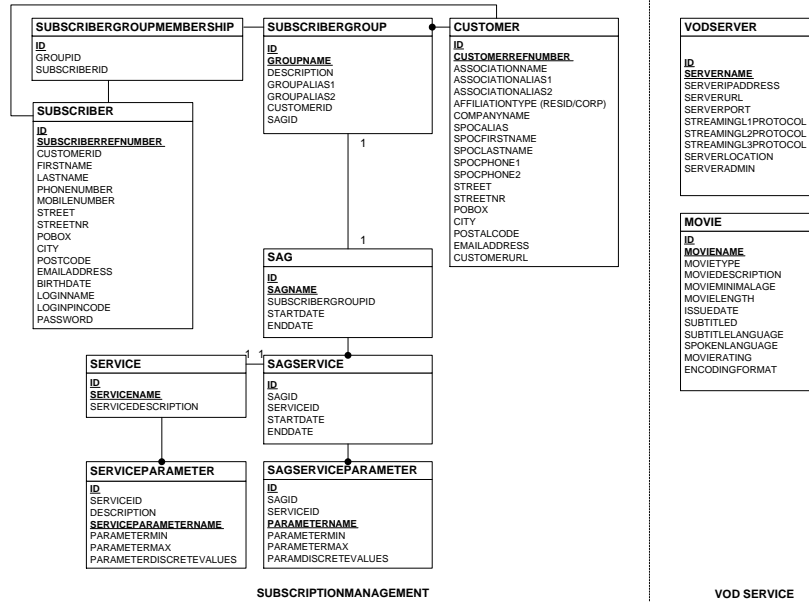 SUBSCRIBERGROUPMEMBERSHIP
ID
GROUPID
SUBSCRIBERID
SUBSCRIBERGROUP
ID
GROUPNAME
DESCRIPTION
GROUPALIAS1
GROUPALIAS2
CUSTOMERID
SAGID
CUSTOMER
ID
CUSTOMERREFNUMBER
ASSOCIATIONNAME
ASSOCIATIONALIAS1
ASSOCIATIONALIAS2
AFFILIATIONTYPE (RESID/CORP)
COMPANYNAME
SPOCALIAS
SPOCFIRSTNAME
SPOCLASTNAME
SPOCPHONE1
SPOCPHONE2
STREET
STREETNR
POBOX
CITY
POSTALCODE
EMAILADDRESS
CUSTOMERURL
VODSERVER
ID
SERVERNAME
SERVERIPADDRESS
SERVERURL
SERVERPORT
STREAMINGL1PROTOCOL
STREAMINGL2PROTOCOL
STREAMINGL3PROTOCOL
SERVERLOCATION
SERVERADMIN
SUBSCRIBER
ID
SUBSCRIBERREFNUMBER
CUSTOMERID
FIRSTNAME
LASTNAME
PHONENUMBER
MOBILENUMBER
STREET
STREETNR
POBOX
CITY
POSTCODE
EMAILADDRESS
BIRTHDATE
LOGINNAME
LOGINPINCODE
PASSWORD
1
1
SAG
ID
SAGNAME
SUBSCRIBERGROUPID
STARTDATE
ENDDATE
MOVIE
ID
MOVIENAME
MOVIETYPE
MOVIEDESCRIPTION
MOVIEMINIMALAGE
MOVIELENGTH
ISSUEDATE
SUBTITLED
SUBTITLELANGUAGE
SPOKENLANGUAGE
MOVIERATING
ENCODINGFORMAT
SERVICE
ID
SERVICENAME
SERVICEDESCRIPTION
1 1
SAGSERVICE
ID
SAGID
SERVICEID
STARTDATE
ENDDATE
SERVICEPARAMETER
ID
SERVICEID
DESCRIPTION
SERVICEPARAMETERNAME
PARAMETERMIN
PARAMETERMAX
PARAMETERDISCRETEVALUES
SAGSERVICEPARAMETER
ID
SAGID
SERVICEID
PARAMETERNAME
PARAMETERMIN
PARAMETERMAX
PARAMDISCRETEVALUES
SUBSCRIPTIONMANAGEMENT
VOD SERVICE